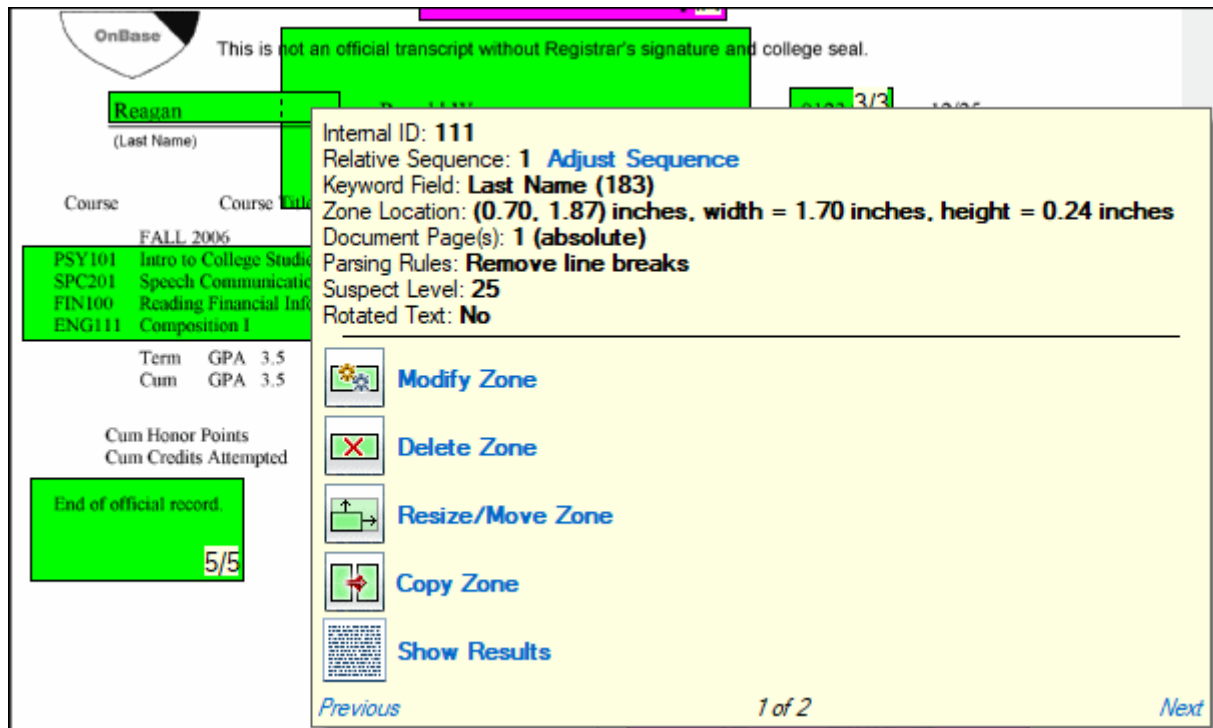 OnBase
This is not an official transcript without Registrar's signature and college seal.
Reagan
3/3
(Last Name)
Internal ID: 111
Relative Sequence: 1 Adjust Sequence
Keyword Field: Last Name (183)
Zone Location: (0.70, 1.87) inches, width = 1.70 inches, height = 0.24 inches
Document Page(s): 1 (absolute)
Parsing Rules: Remove line breaks
Suspect Level: 25
Rotated Text: No
Course Course
FALL 2006
PSY101 Intro to College
SPC201 Speech
FIN100 Reading Financial
ENG111 Composition I
Term GPA 3.5
Cum GPA 3.5
Cum Honor Points
Cum Credits Attempted
End of official record.
5/5
Modify Zone
Delete Zone
Resize/Move Zone
Copy Zone
Show Results
Previous 1 of 2 Next